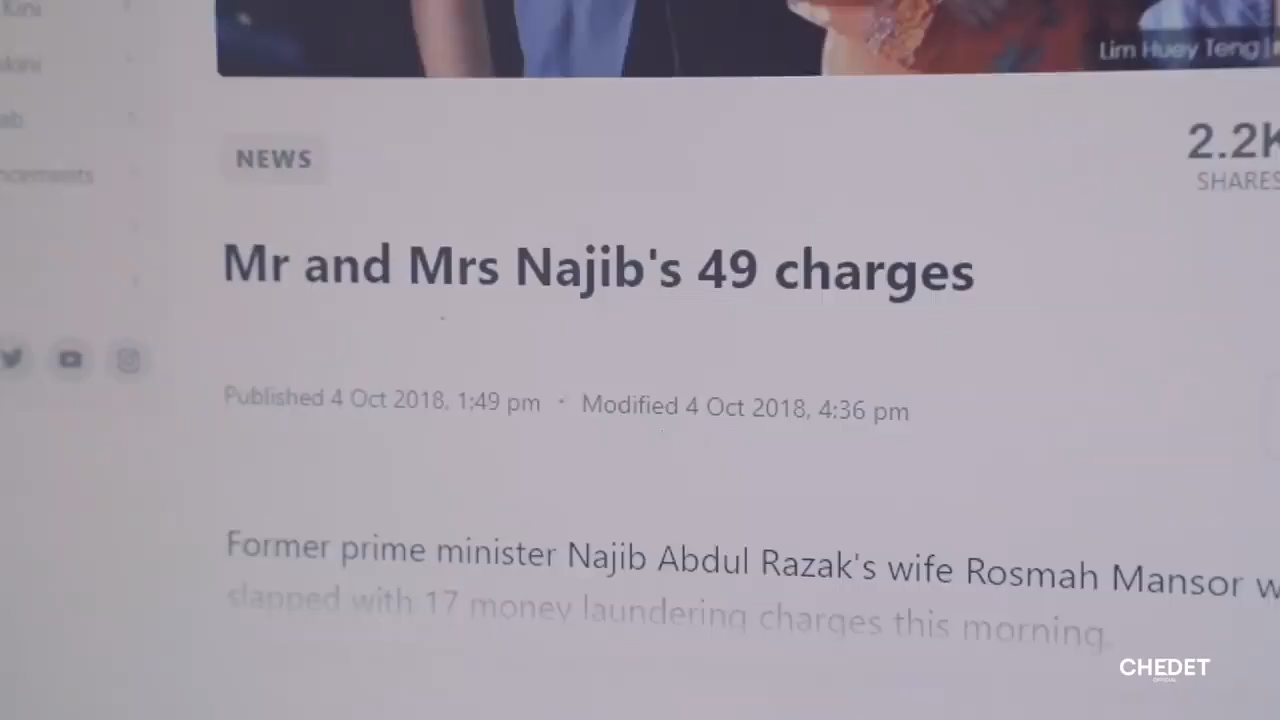 Kini
Lim Huey Teng
NEWS
2.2K
SHARES
Mr and Mrs Najib's 49 charges
Published 4 Oct 2018, 1:49 pm · Modified 4 Oct 2018, 4:36 pm
Former prime minister Najib Abdul Razak's wife Rosmah Mansor w
slapped with 17 money laundering charges this morning.
CHEDET
OFFICIAL